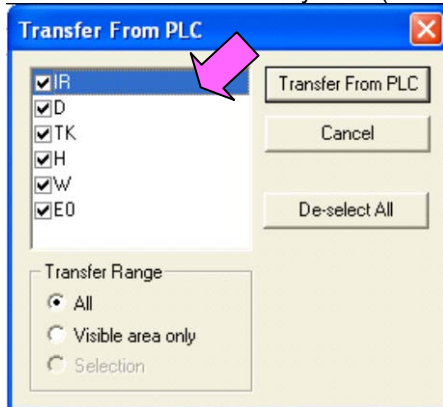 Transfer From PLC
IR
D
TK
H
W
E0
Transfer From PLC
Cancel
De-select All
Transfer Range
All
Visible area only
Selection